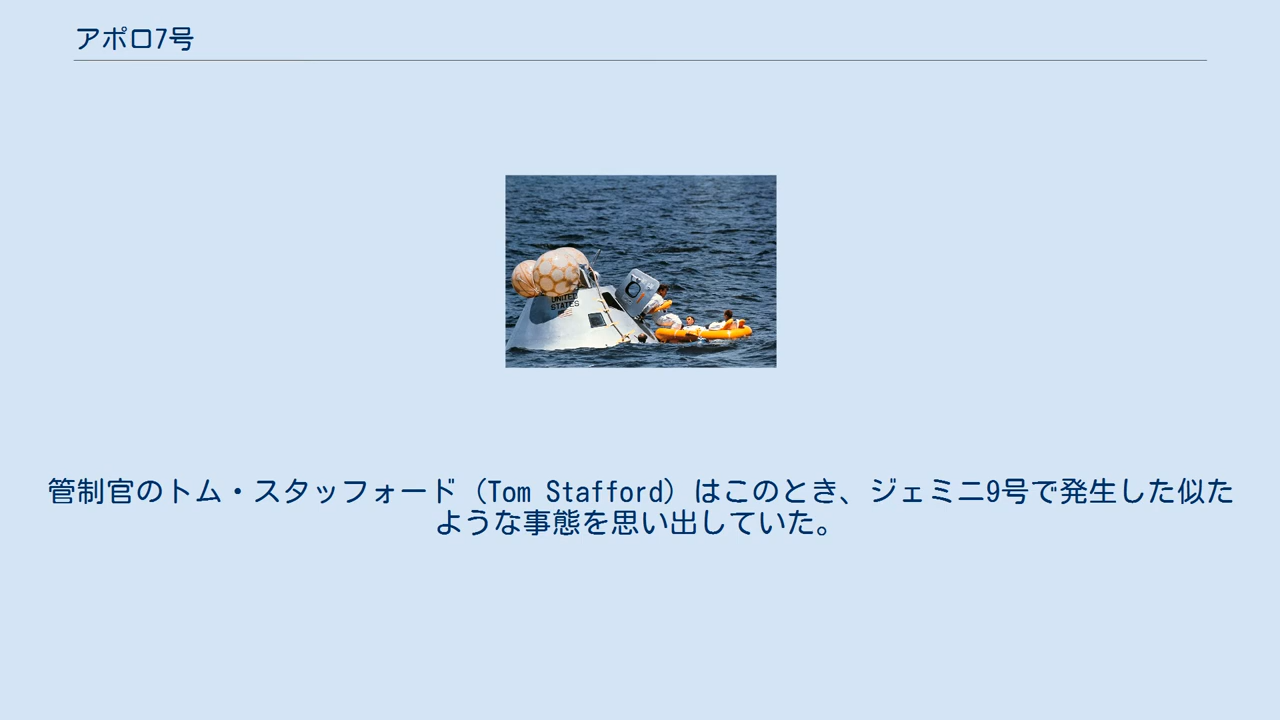 アポロ7号
UNITED
STATES
管制官のトム・スタッフォード（Tom Stafford）はこのとき、ジェミニ9号で発生した似た
ような事態を思い出していた。